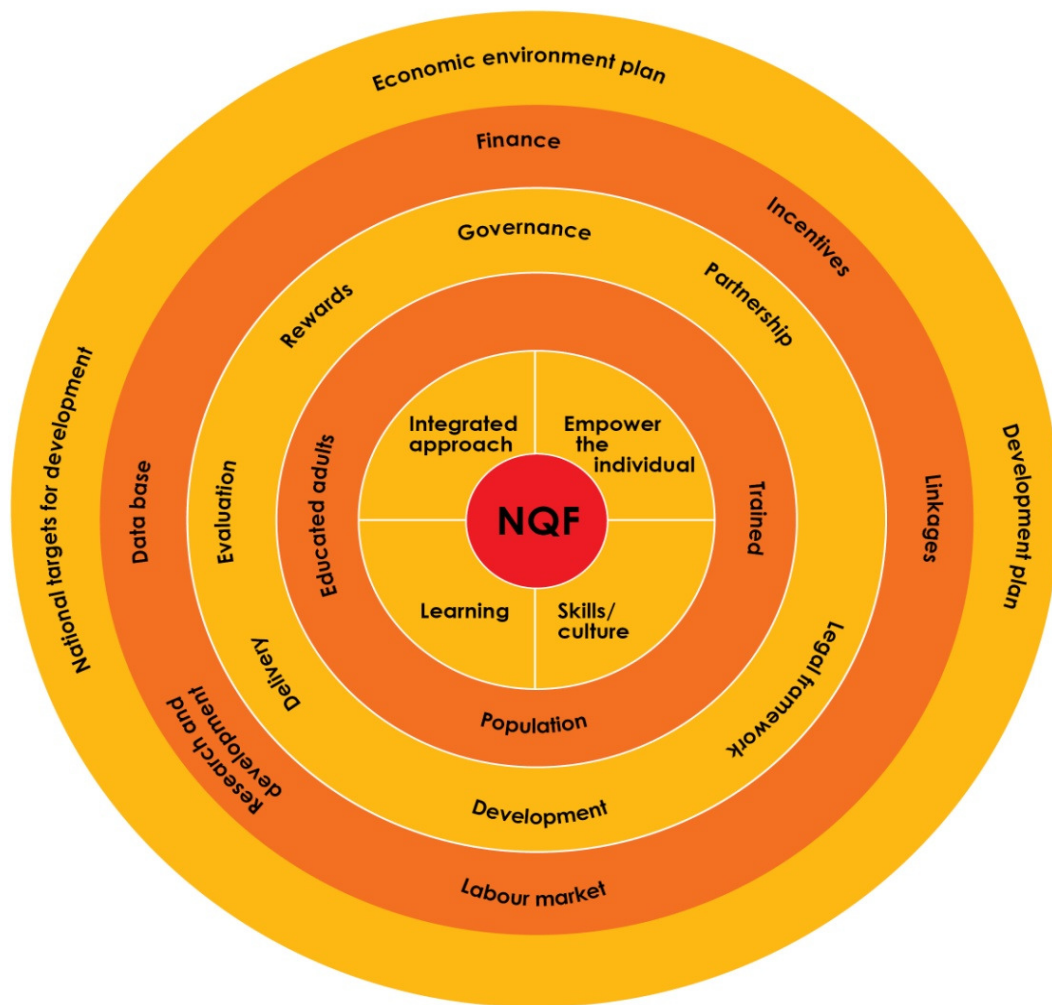 Economic environment plan
Finance
Incentives
Governance
Partnership
Rewards
National targets for development
Development plan
Integrated
approach
Empower
the
individual
Data base
Evaluation
Educated adults
NQF
Trained
Linkages
Learning
Skills/
culture
Delivery
Legal framework
Research and
development
Population
Development
Labour market